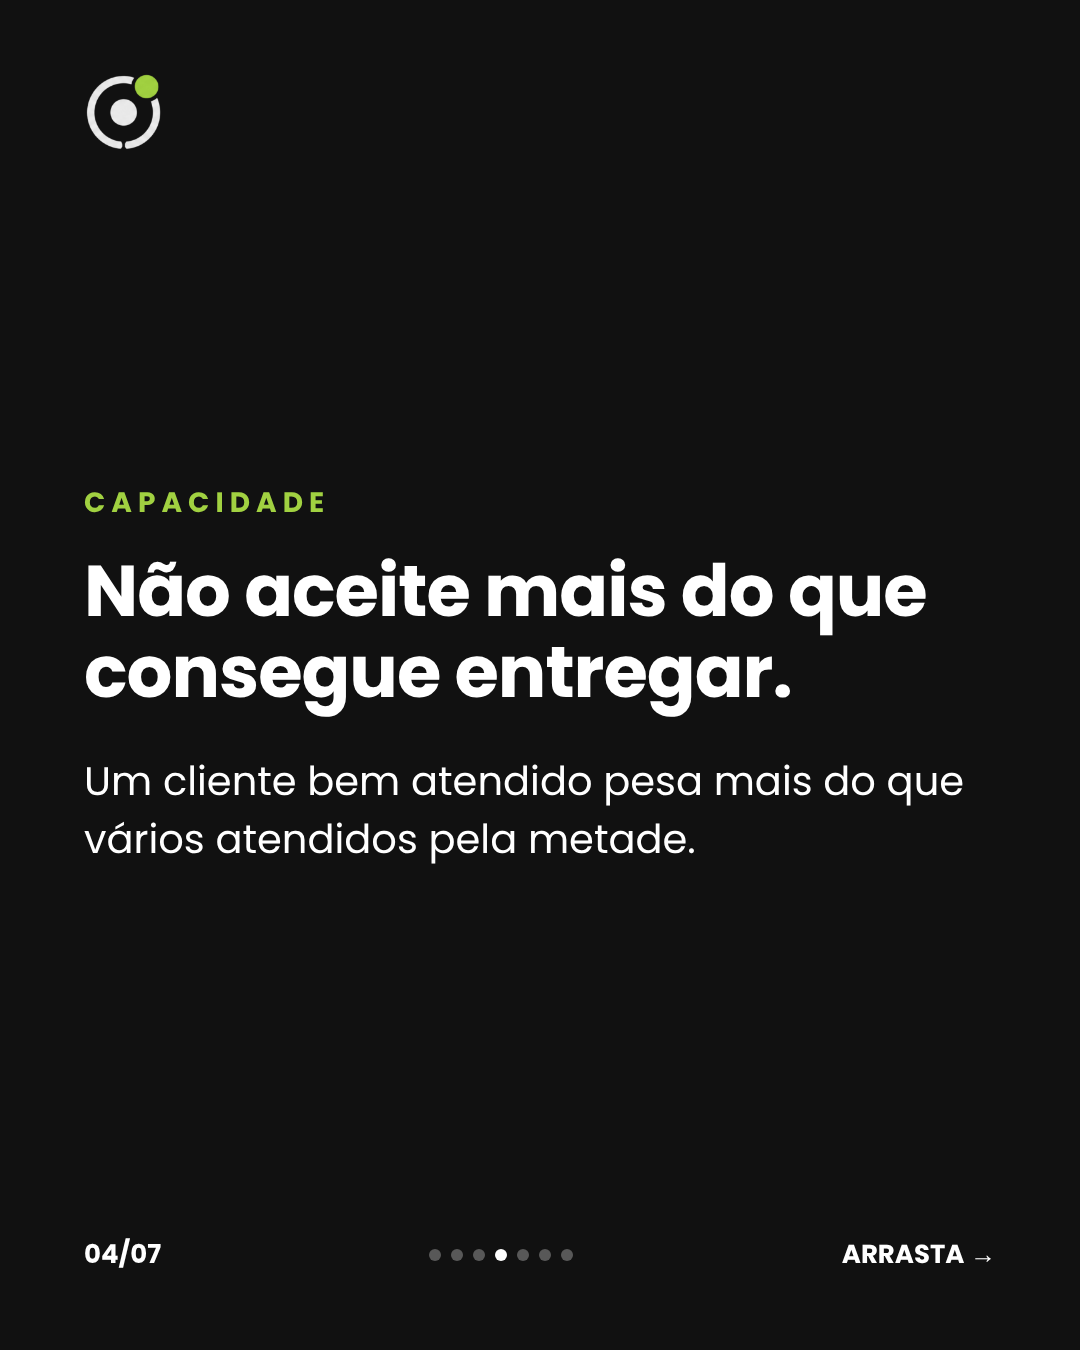 CAPACIDADE
Não aceite mais do que
consegue entregar.
Um cliente bem atendido pesa mais do que
vários atendidos pela metade.
04/07
ARRASTA →